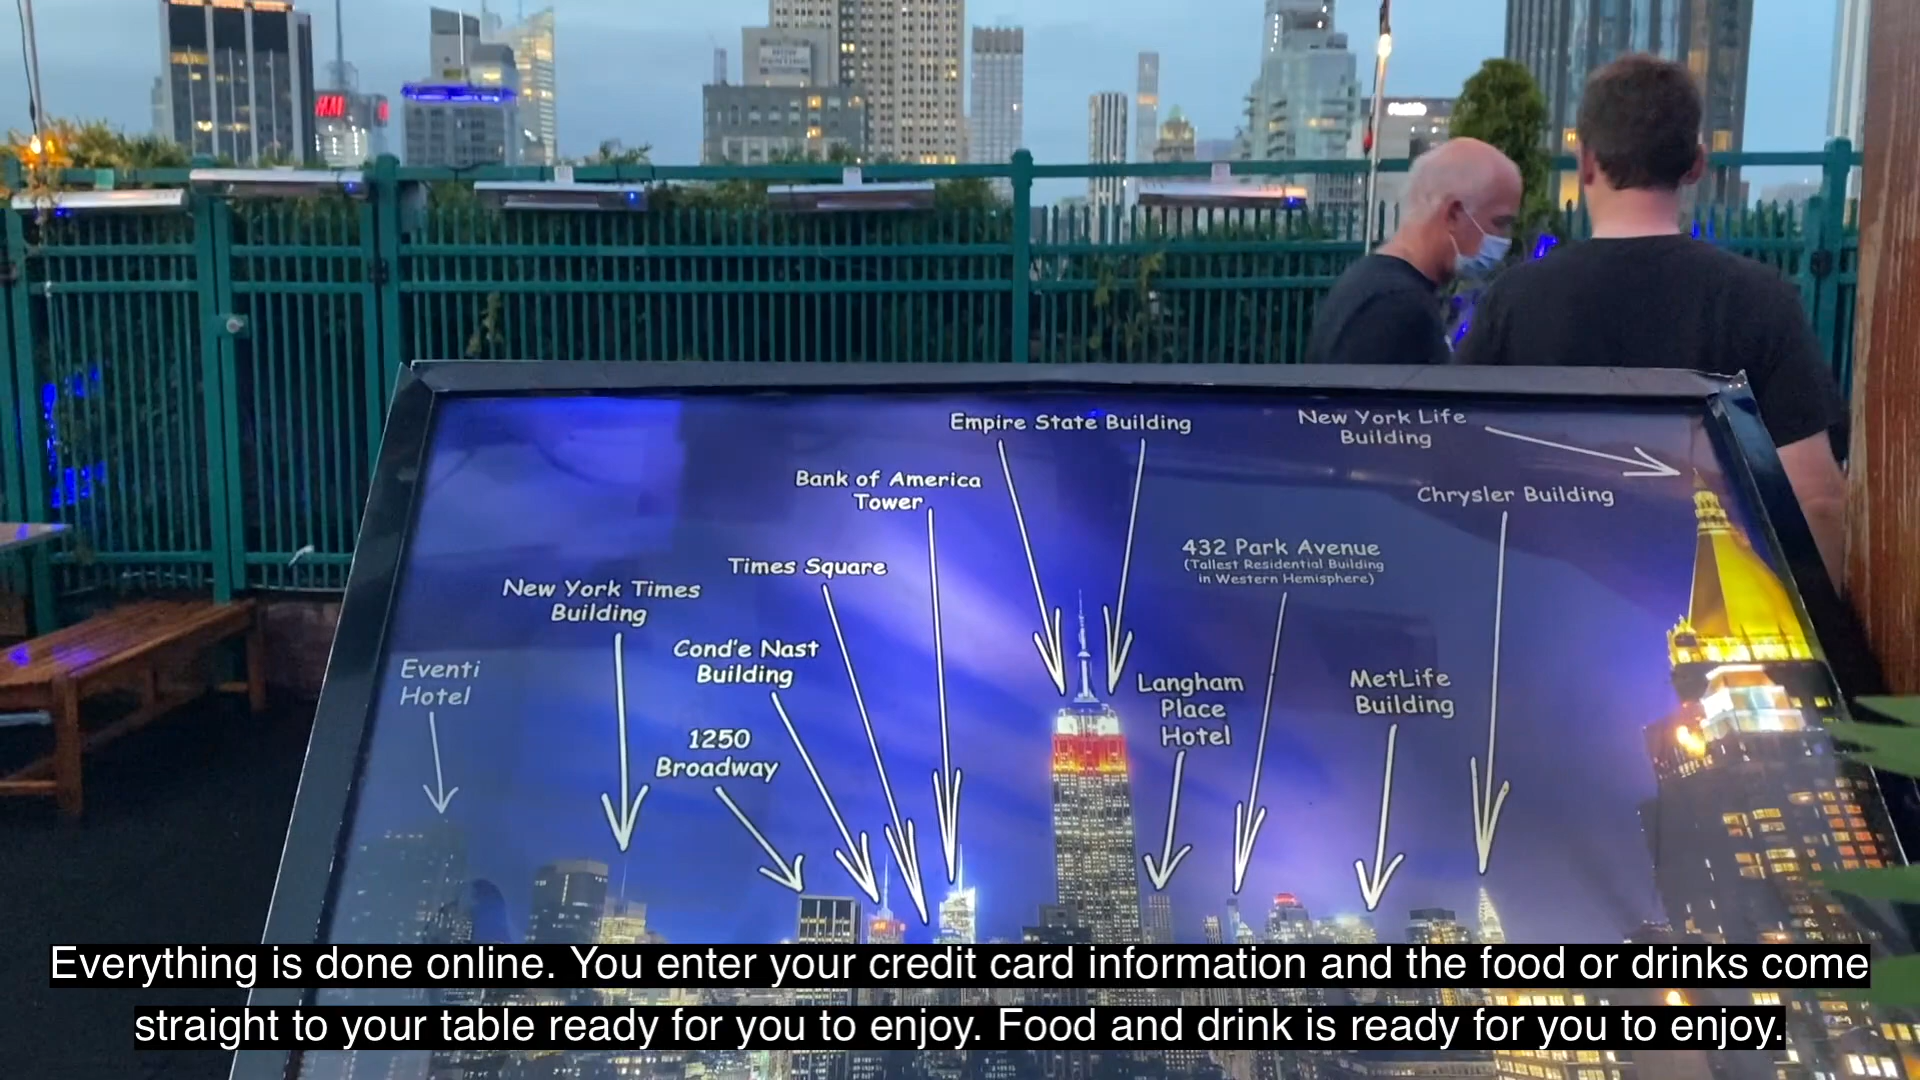 H&M
NEW YORKER
MetLife
Empire State Building
New York Life
Building
Bank of America
Tower
Chrysler Building
432 Park Avenue
(Tallest Residential Building
in Western Hemisphere)
Times Square
New York Times
Building
Cond'e Nast
Building
Eventi
Hotel
Langham
Place
Hotel
MetLife
Building
1250
Broadway
Everything is done online. You enter your credit card information and the food or drinks come
straight to your table ready for you to enjoy. Food and drink is ready for you to enjoy.